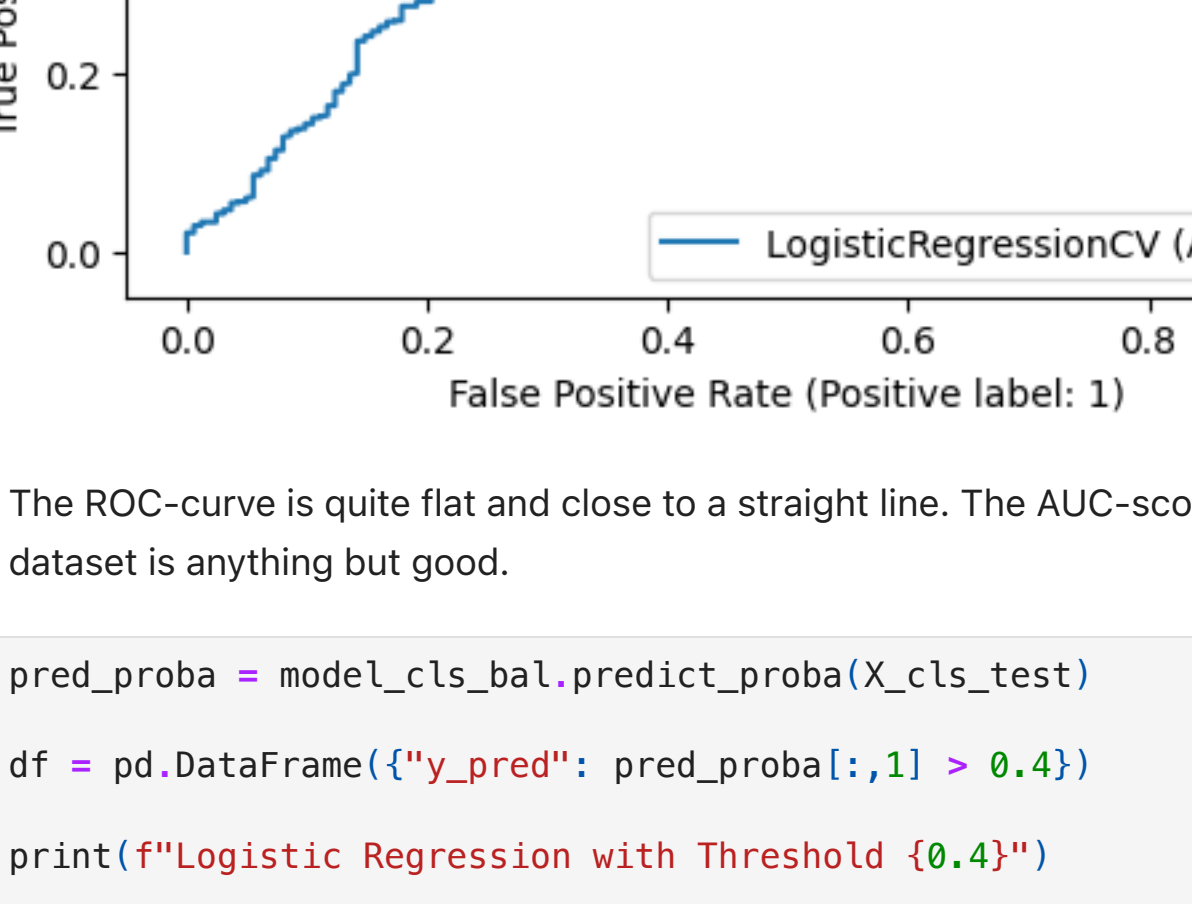 True Pos
0.2
0.0
LogisticRegressionCV (
0.0 0.2 0.4 0.6 0.8
False Positive Rate (Positive label: 1)
The ROC-curve is quite flat and close to a straight line. The AUC-sco
dataset is anything but good.
pred_proba = model_cls_bal.predict_proba(X_cls_test)
df = pd.DataFrame({"y_pred": pred_proba[:,1] > 0.4})
print(f"Logistic Regression with Threshold {0.4}")